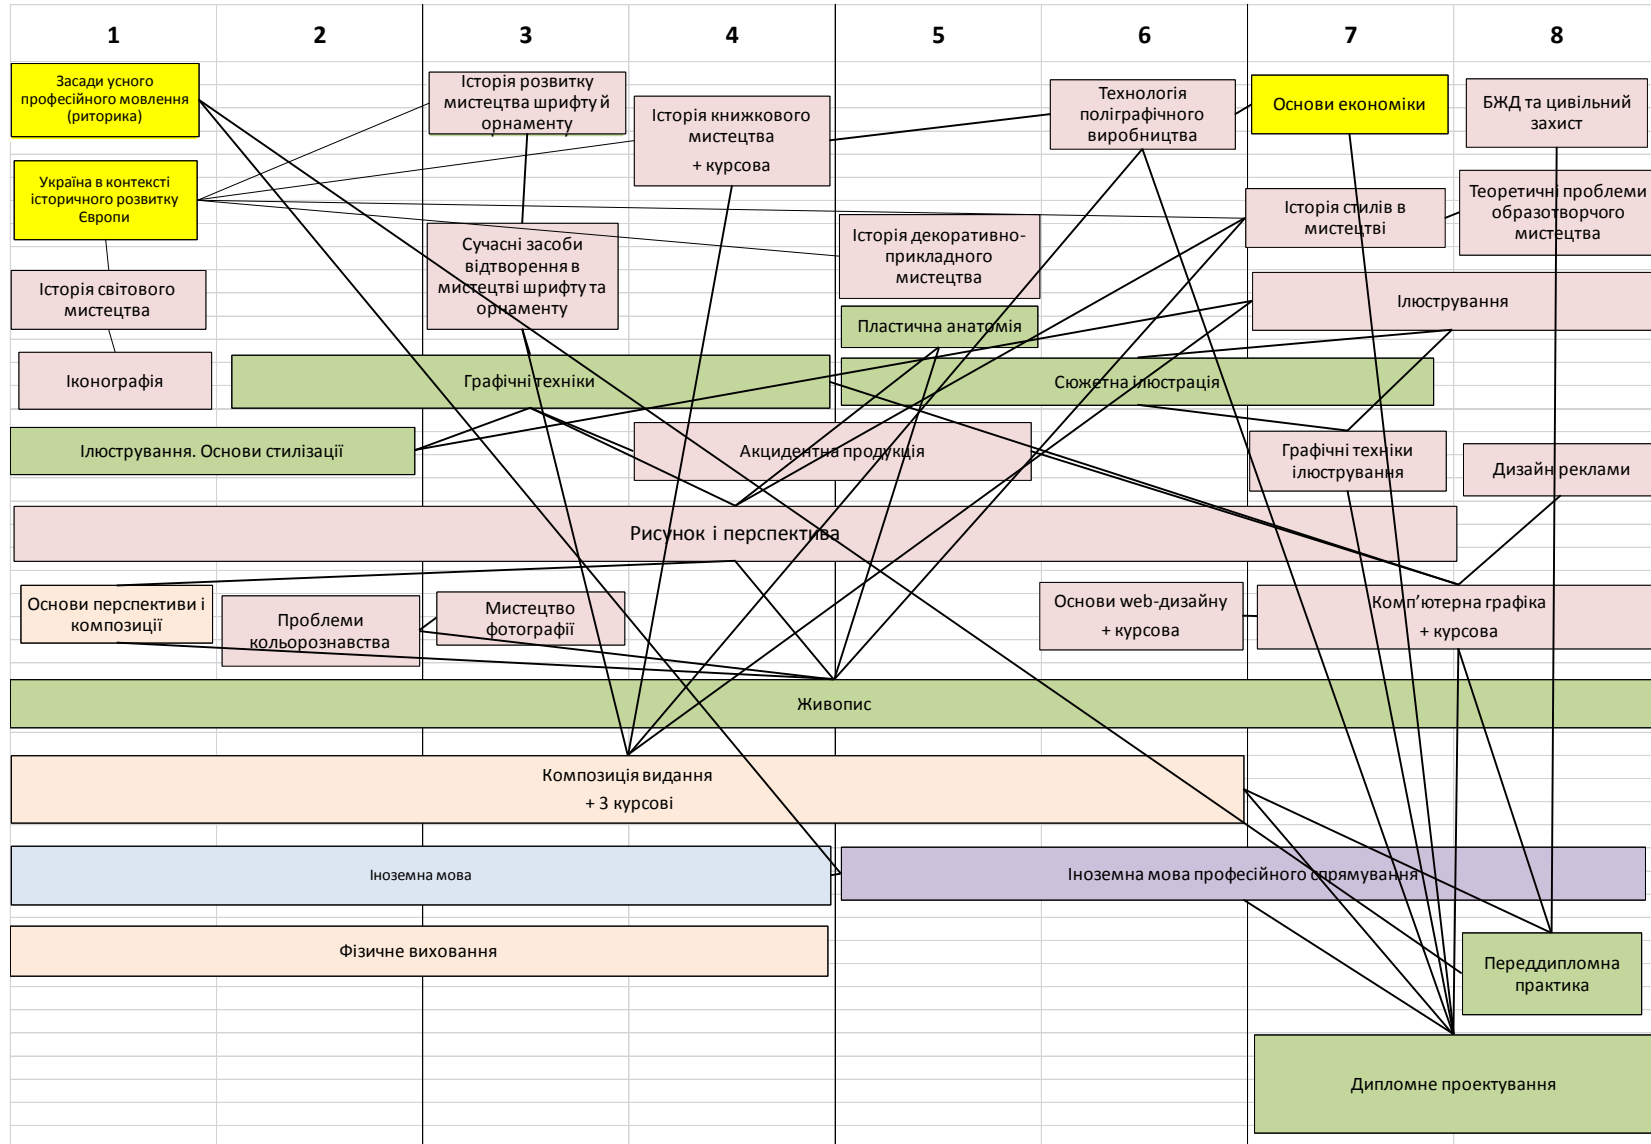 1 2 3 4 5 6 7 8
Засади усного
професійного мовлення
(риторика)
Історія розвитку
мистецтва шрифту й
орнаменту
Історія книжкового
мистецтва
+ курсова
Технологія
поліграфічного
виробництва
Основи економіки
БЖД та цивільний
захист
Україна в контексті
історичного розвитку
Європи
Сучасні засоби
відтворення в
мистецтві шрифту та
орнаменту
Історія декоративно-
прикладного
мистецтва
Історія стилів в
мистецтві
Теоретичні проблеми
образотворчого
мистецтва
Історія світового
мистецтва
Пластична анатомія
Ілюстрування
Іконографія
Графічні техніки
Сюжетна ілюстрація
Ілюстрування. Основи стилізації
Акцидентна продукція
Графічні техніки
ілюстрування
Дизайн реклами
Рисунок і перспектива
Основи перспективи і
композиції
Проблеми
кольорознавства
Мистецтво
фотографії
Основи web-дизайну
+ курсова
Комп’ютерна графіка
+ курсова
Живопис
Композиція видання
+ 3 курсові
Іноземна мова
Іноземна мова професійного спрямування
Фізичне виховання
Переддипломна
практика
Дипломне проектування